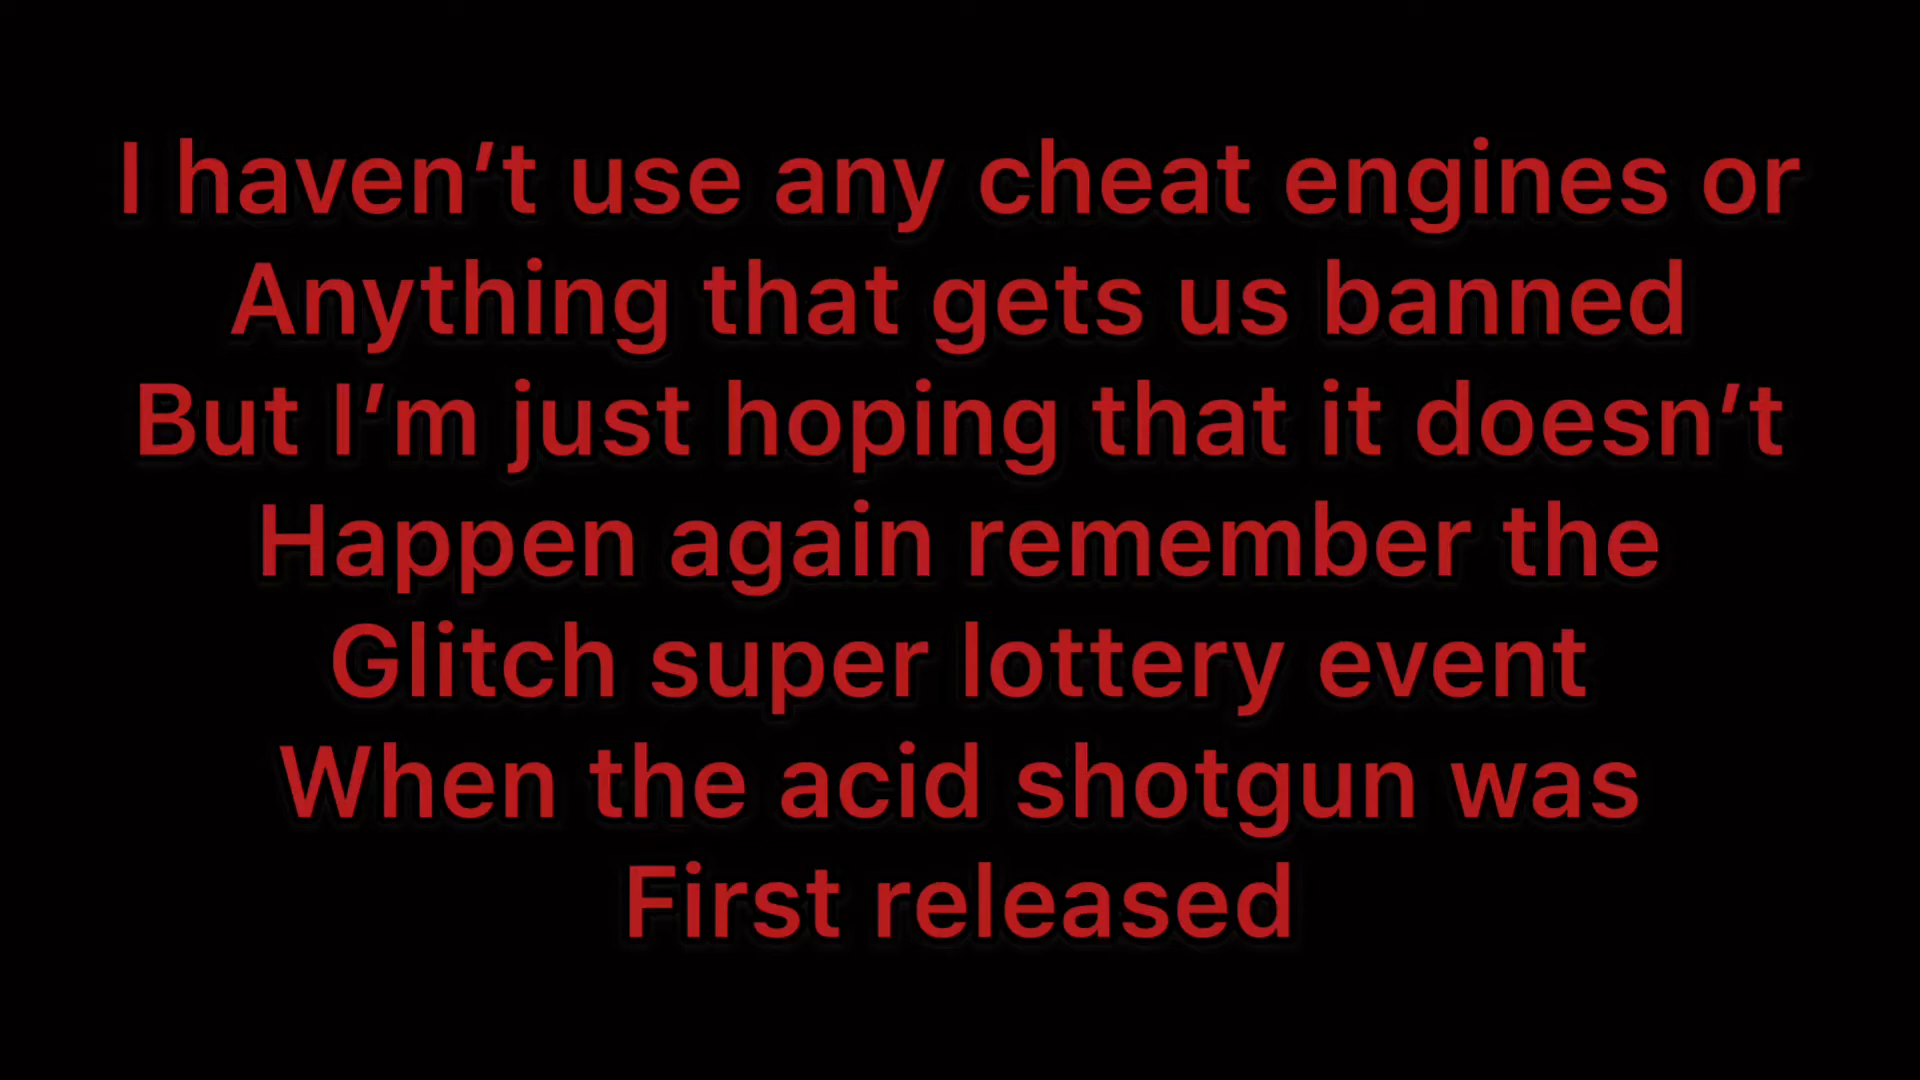 I haven’t use any cheat engines or
Anything that gets us banned
But I’m just hoping that it doesn’t
Happen again remember the
Glitch super lottery event
When the acid shotgun was
First released